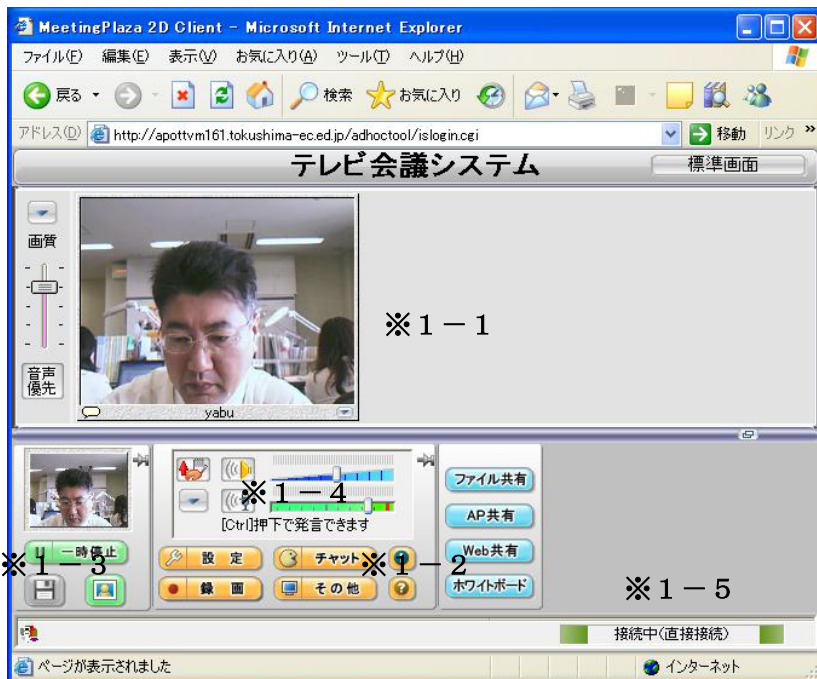 MeetingPlaza 2D Client - Microsoft Internet Explorer
ファイル(F) 編集(E) 表示(V) お気に入り(A) ツール(T) ヘルプ(H)
戻る 検索 お気に入り
アドレス(D) http://apottvm161.tokushima-ec.ed.jp/adhoctool/islogin.cgi 移動 リンク »
テレビ会議システム 標準画面
画質
※1-1
音声
優先
yabu
※1-4
[Ctrl]押下で発言できます
一時停止
※1-3
設定 チャット
※1-2
録画 その他
ファイル共有
AP共有
Web共有
ホワイトボード
※1-5
接続中(直接接続)
ページが表示されました インターネット